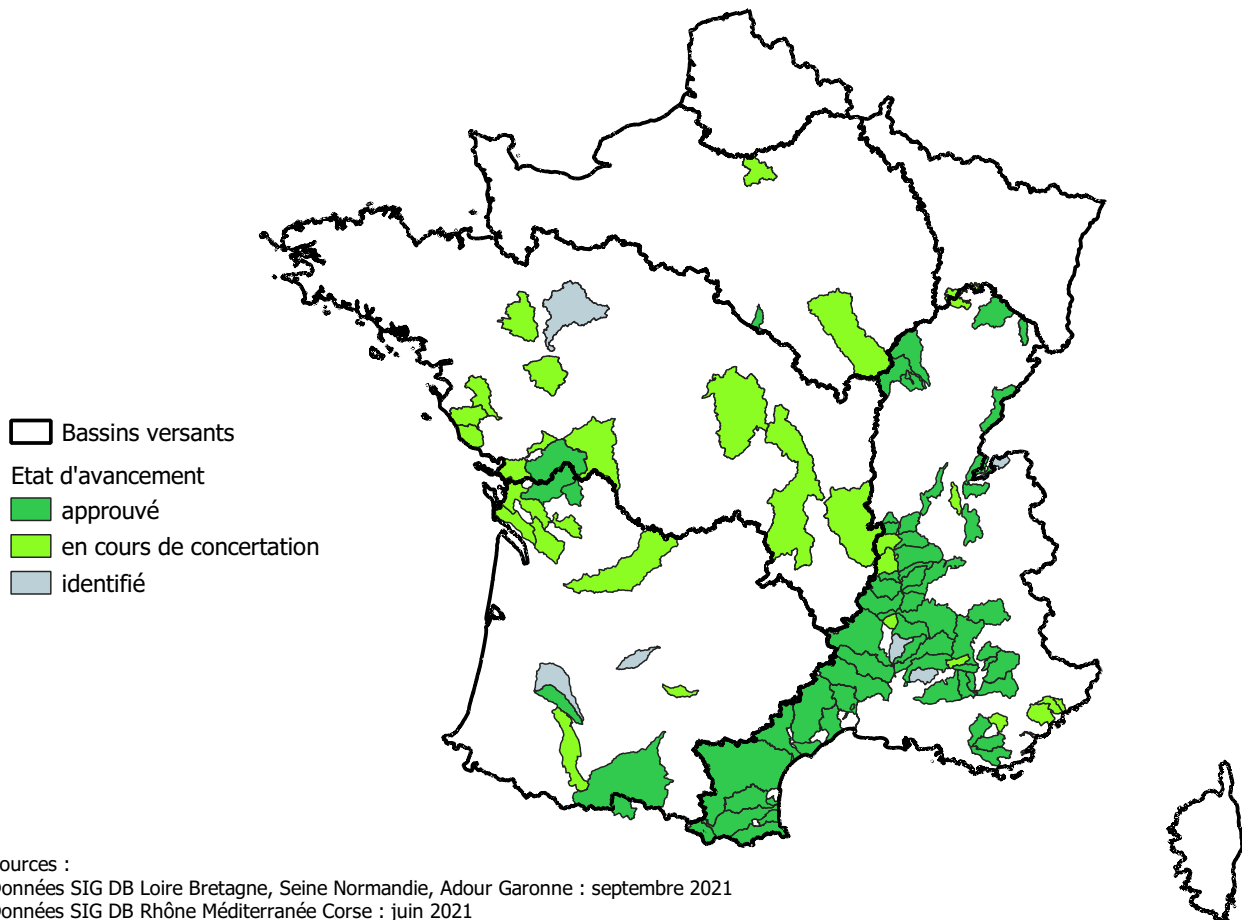 Bassins versants
Etat d'avancement
approuvé
en cours de concertation
identifié
ources :
onnées SIG DB Loire Bretagne, Seine Normandie, Adour Garonne : septembre 2021
onnées SIG DB Rhône Méditerranée Corse : juin 2021